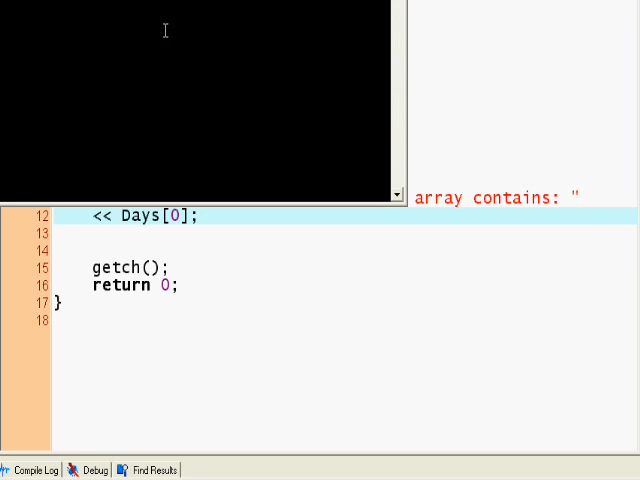 array contains: "
12 << Days[0];
13
14
15 getch();
16 return 0;
17 }
18
Compile Log Debug Find Results